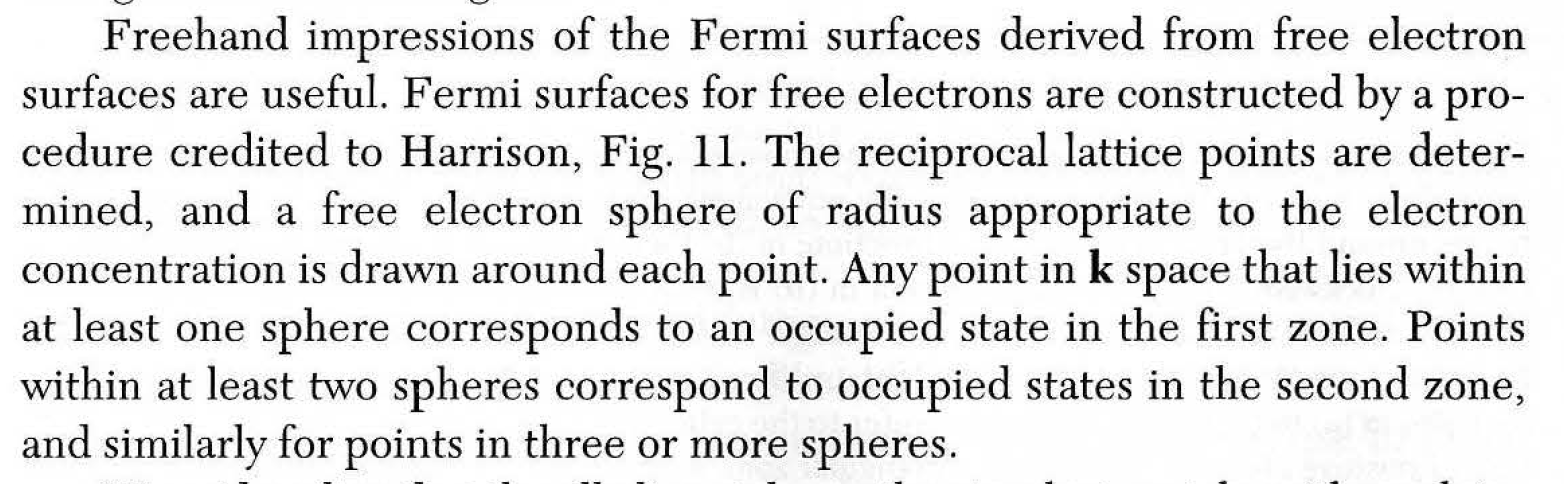 Freehand impressions of the Fermi surfaces derived from free electron
surfaces are useful. Fermi surfaces for free electrons are constructed by a pro-
cedure credited to Harrison, Fig. 11. The reciprocal lattice points are deter-
mined, and a free electron sphere of radius appropriate to the electron
concentration is drawn around each point. Any point in k space that lies within
at least one sphere corresponds to an occupied state in the first zone. Points
within at least two spheres correspond to occupied states in the second zone,
and similarly for points in three or more spheres.